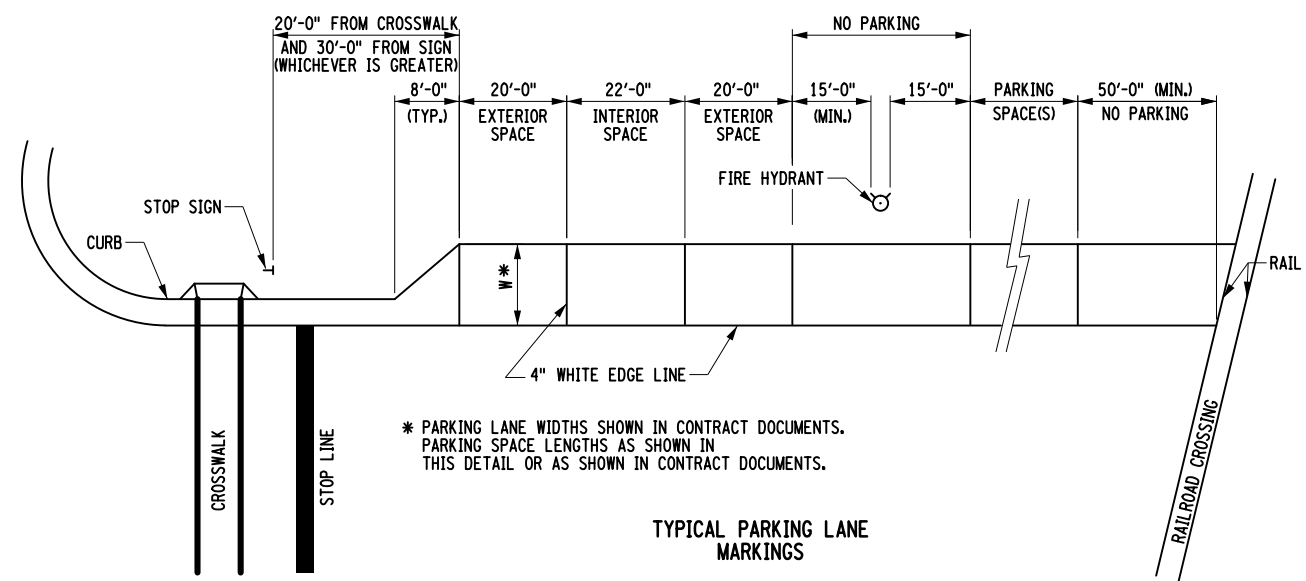 20'-0" FROM CROSSWALK
AND 30'-0" FROM SIGN
(WHICHEVER IS GREATER)
NO PARKING
8'-0"
(TYP.)
20'-0"
EXTERIOR
SPACE
22'-0"
INTERIOR
SPACE
20'-0"
EXTERIOR
SPACE
15'-0"
(MIN.)
15'-0"
PARKING
SPACE(S)
50'-0" (MIN.)
NO PARKING
FIRE HYDRANT
STOP SIGN
CURB
W*
RAIL
4" WHITE EDGE LINE
CROSSWALK
STOP LINE
* PARKING LANE WIDTHS SHOWN IN CONTRACT DOCUMENTS.
PARKING SPACE LENGTHS AS SHOWN IN
THIS DETAIL OR AS SHOWN IN CONTRACT DOCUMENTS.
RAILROAD CROSSING
TYPICAL PARKING LANE
MARKINGS